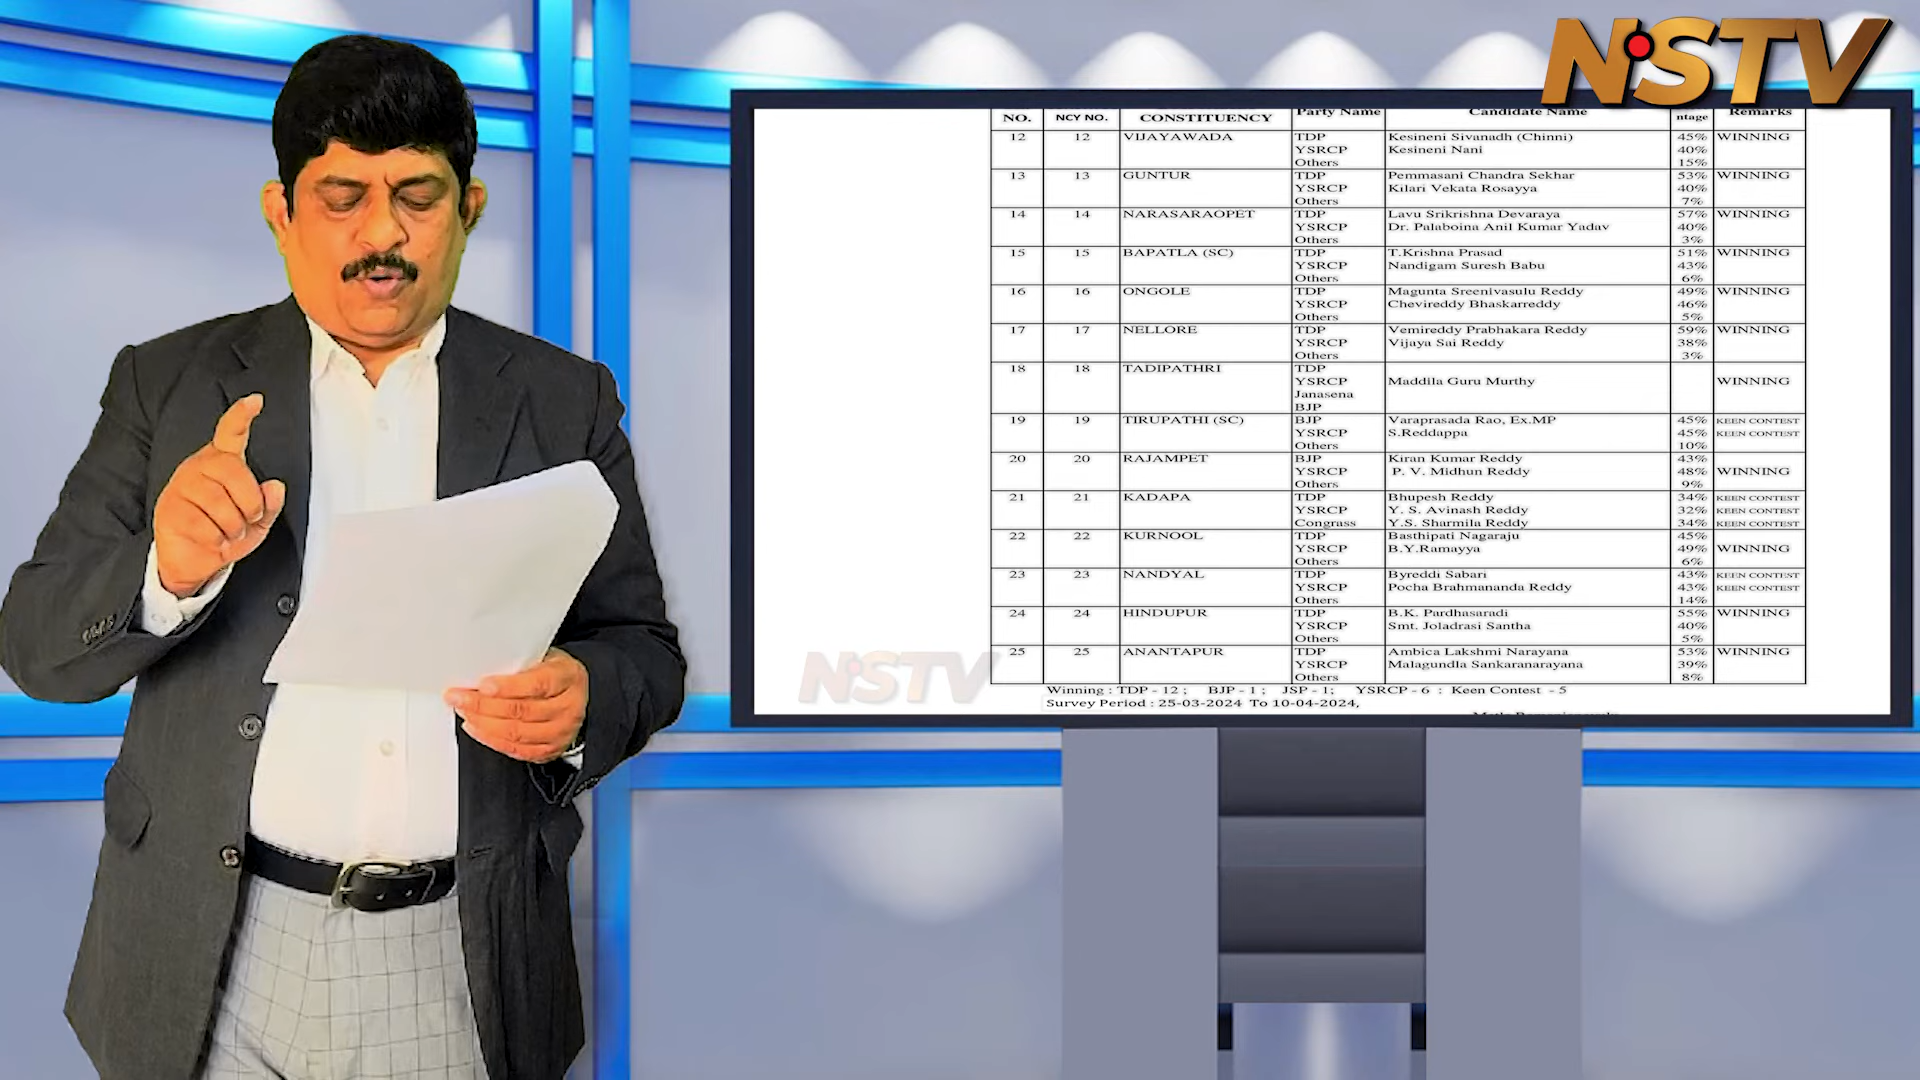 NSTV
NO. NCY NO. CONSTITUENCY Party Name Candidate Name ntage Remarks
12 12 VIJAYAWADA TDP Kesineni Sivanadh (Chinni) 45% WINNING
YSRCP Kesineni Nani 40%
Others 15%
13 13 GUNTUR TDP Pemmasani Chandra Sekhar 53% WINNING
YSRCP Kilari Vekata Rosayya 40%
Others 7%
14 14 NARASARAOPET TDP Lavu Srikrishna Devaraya 57% WINNING
YSRCP Dr. Palaboina Anil Kumar Yadav 40%
Others 3%
15 15 BAPATLA (SC) TDP T.Krishna Prasad 51% WINNING
YSRCP Nandigam Suresh Babu 43%
Others 6%
16 16 ONGOLE TDP Magunta Sreenivasulu Reddy 49% WINNING
YSRCP Chevireddy Bhaskarreddy 46%
Others 5%
17 17 NELLORE TDP Vemireddy Prabhakara Reddy 59% WINNING
YSRCP Vijaya Sai Reddy 38%
Others 3%
18 18 TADIPATHRI TDP
YSRCP Maddila Guru Murthy WINNING
Janasena
BJP
19 19 TIRUPATHI (SC) BJP Varaprasada Rao, Ex.MP 45% KEEN CONTEST
YSRCP S.Reddappa 45% KEEN CONTEST
Others 10%
20 20 RAJAMPET BJP Kiran Kumar Reddy 43%
YSRCP P. V. Midhun Reddy 48% WINNING
Others 9%
21 21 KADAPA TDP Bhupesh Reddy 34% KEEN CONTEST
YSRCP Y. S. Avinash Reddy 32% KEEN CONTEST
Congrass Y.S. Sharmila Reddy 34% KEEN CONTEST
22 22 KURNOOL TDP Basthipati Nagaraju 45%
YSRCP B.Y.Ramayya 49% WINNING
Others 6%
23 23 NANDYAL TDP Byreddi Sabari 43% KEEN CONTEST
YSRCP Pocha Brahmananda Reddy 43% KEEN CONTEST
Others 14%
24 24 HINDUPUR TDP B.K. Pardhasaradi 55% WINNING
YSRCP Smt. Joladrasi Santha 40%
Others 5%
25 25 ANANTAPUR TDP Ambica Lakshmi Narayana 53% WINNING
YSRCP Malagundla Sankaranarayana 39%
Others 8%
Winning : TDP - 12 ; BJP - 1 ; JSP - 1; YSRCP - 6 : Keen Contest - 5
Survey Period : 25-03-2024 To 10-04-2024,
NSTV